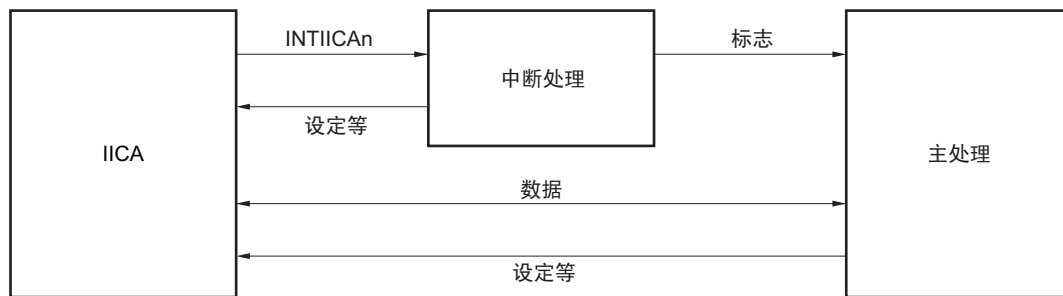 INTIICAn
标志
中断处理
设定等
IICA
主处理
数据
设定等